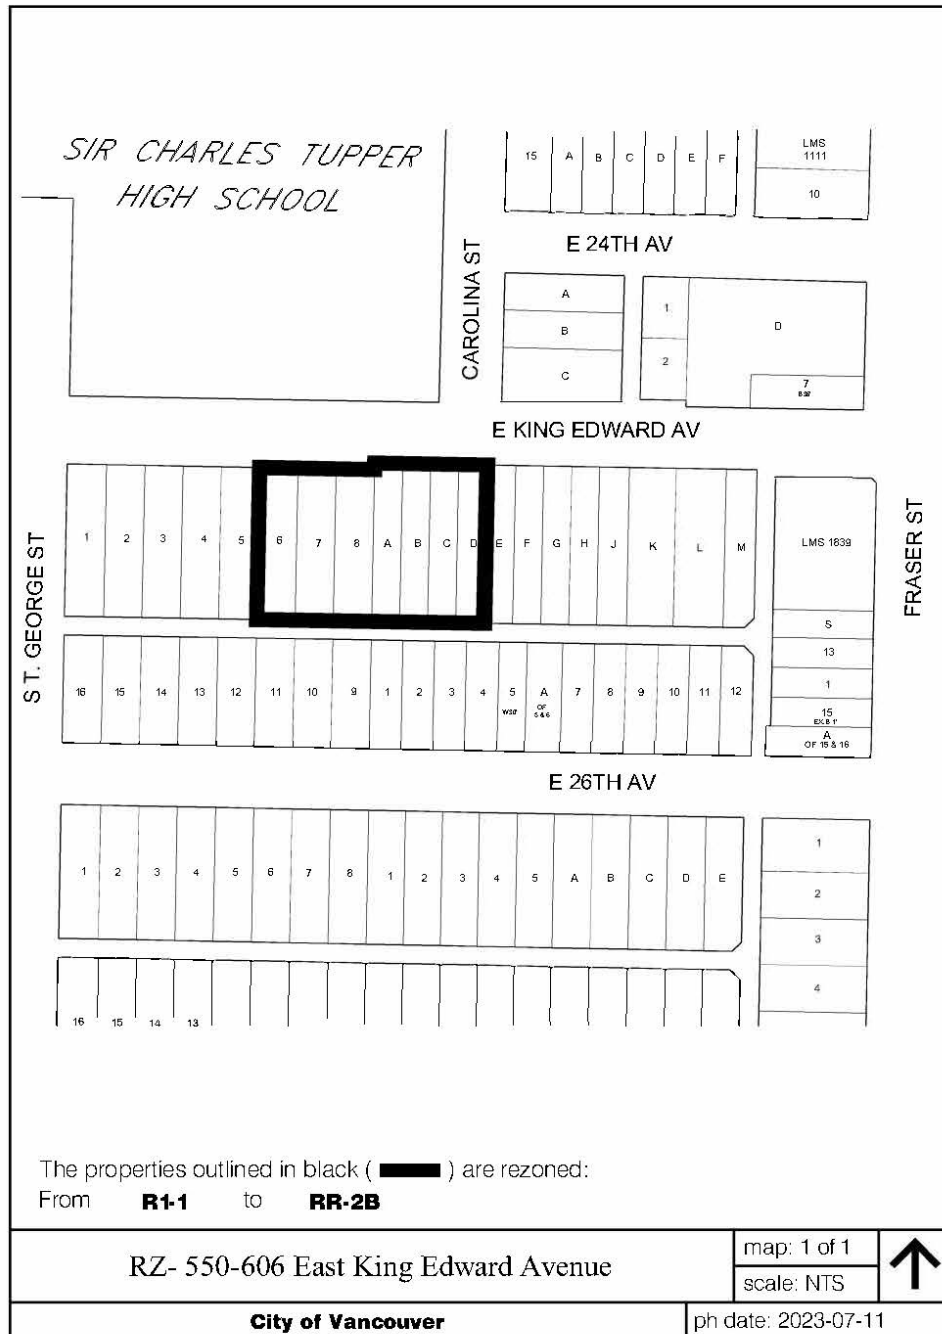 SIR CHARLES TUPPER
HIGH SCHOOL
15 A B C D E F
LMS
1111
10
E 24TH AV
CAROLINA ST
A
B
C
1
2
D
7
E KING EDWARD AV
ST. GEORGE ST
1 2 3 4 5 6 7 8 A B C D E F G H J K L M
LMS 1839
FRASER ST
S
13
1
15
EX. B 1'
A
OF 15 & 16
16 15 14 13 12 11 10 9 1 2 3 4 5 A 7 8 9 10 11 12
OF
5 & 6
E 26TH AV
1 2 3 4 5 6 7 8 1 2 3 4 5 A B C D E
1
2
3
4
16 15 14 13
The properties outlined in black ( ) are rezoned:
From R1-1 to RR-2B
RZ- 550-606 East King Edward Avenue
map: 1 of 1
scale: NTS
City of Vancouver
ph date: 2023-07-11